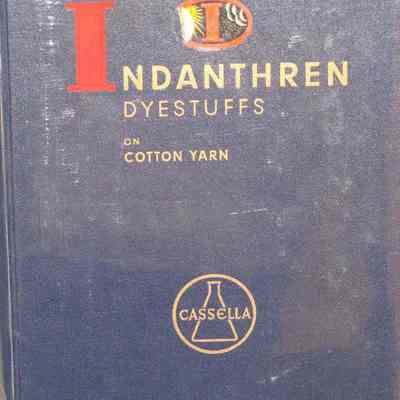 I
INDANTHREN
DYESTUFFS
ON
COTTON YARN
CASSELLA